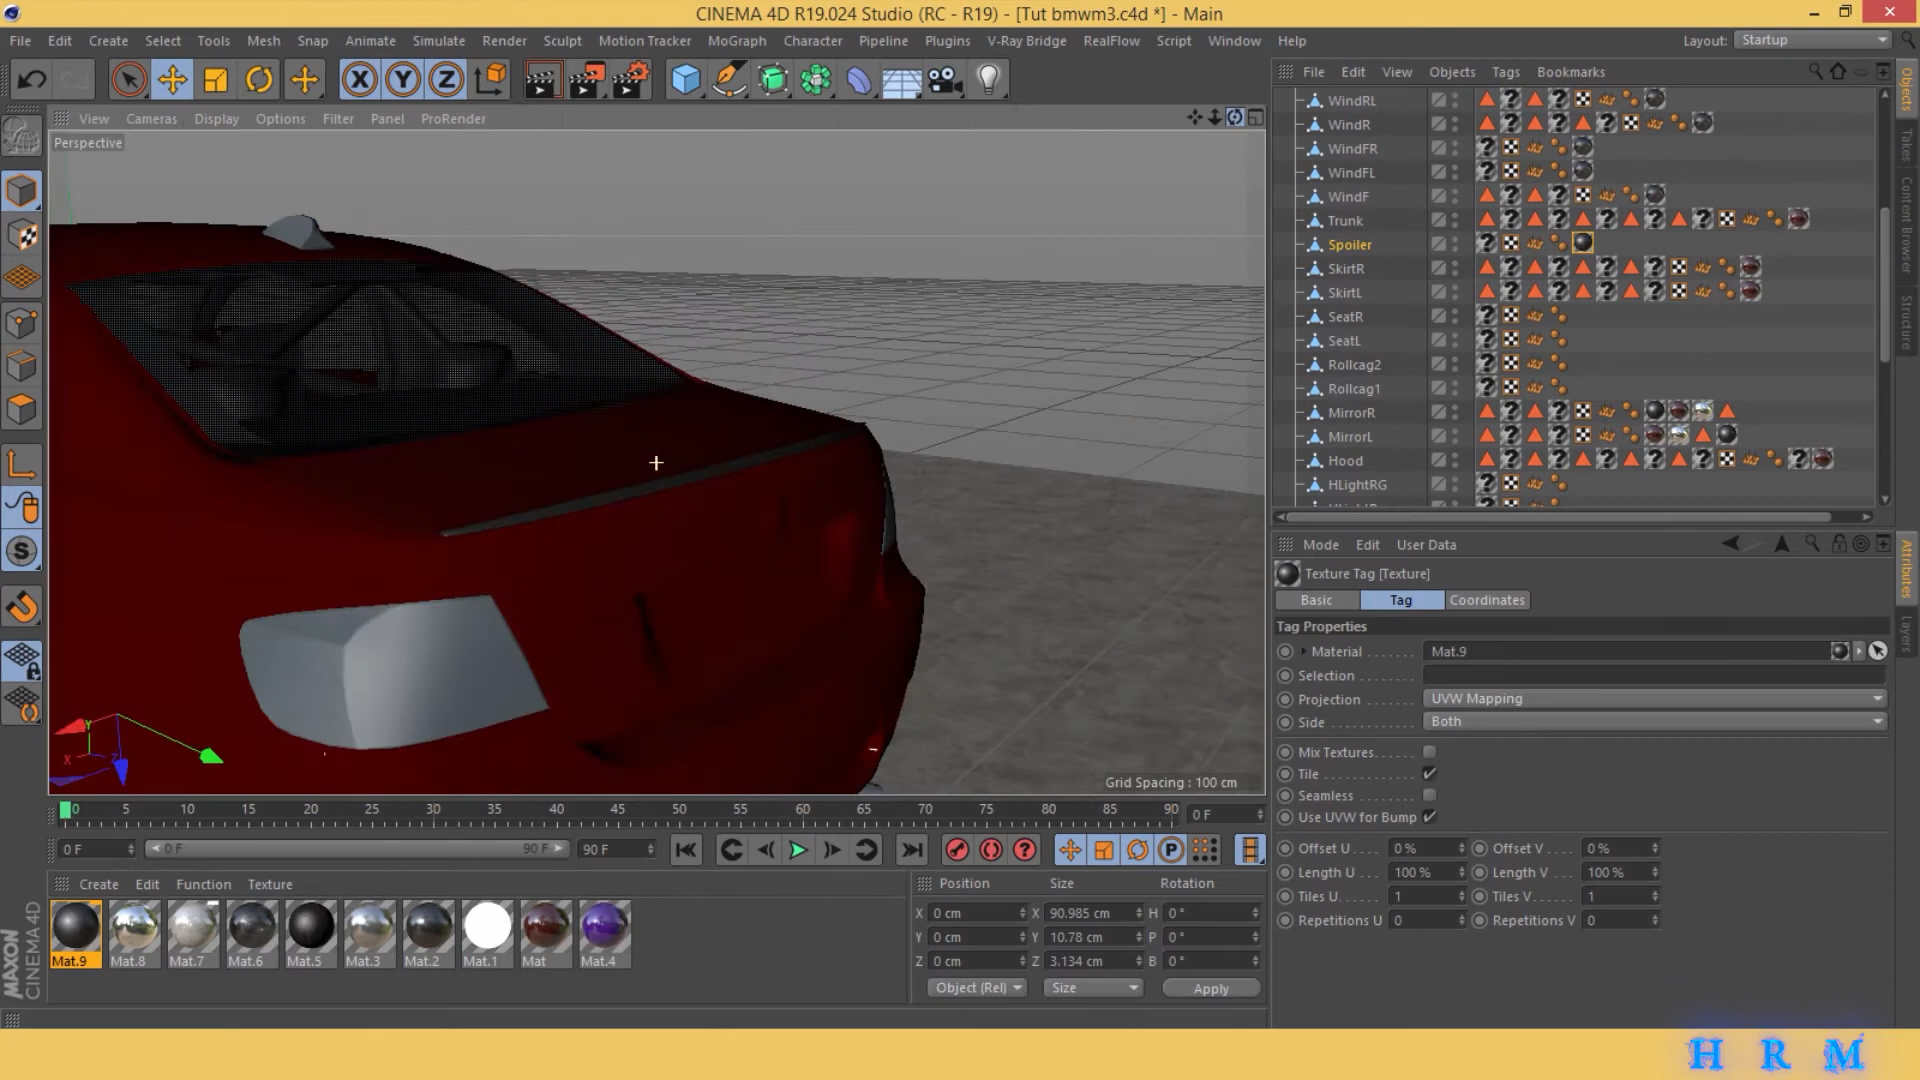 CINEMA 4D R19.024 Studio (RC - R19) - [Tut bmwm3.c4d *] - Main
File Edit Create Select Tools Mesh Snap Animate Simulate Render Sculpt Motion Tracker MoGraph Character Pipeline Plugins V-Ray Bridge RealFlow Script Window Help Layout: Startup
X Y Z
File Edit View Objects Tags Bookmarks
View Cameras Display Options Filter Panel ProRender
Perspective
WindRL
WindR
WindFR
WindFL
WindF
Trunk
Spoiler
SkirtR
SkirtL
SeatR
SeatL
Rollcag2
Rollcag1
MirrorR
MirrorL
Hood
HLightRG
Objects
Takes
Content Browser
Structure
Mode Edit User Data
Texture Tag [Texture]
Basic Tag Coordinates
Tag Properties
Material Mat.9
Selection
Projection UVW Mapping
Side Both
Mix Textures
Tile
Seamless
Use UVW for Bump
Offset U 0 % Offset V 0 %
Length U 100 % Length V 100 %
Tiles U 1 Tiles V 1
Repetitions U 0 Repetitions V 0
Attributes
Layers
Y
X
Z
Grid Spacing : 100 cm
0 5 10 15 20 25 30 35 40 45 50 55 60 65 70 75 80 85 90 0 F
0 F 0 F 90 F 90 F
Create Edit Function Texture
Mat.9 Mat.8 Mat.7 Mat.6 Mat.5 Mat.3 Mat.2 Mat.1 Mat Mat.4
Position Size Rotation
X 0 cm X 90.985 cm H 0 °
Y 0 cm Y 10.78 cm P 0 °
Z 0 cm Z 3.134 cm B 0 °
Object (Rel) Size Apply
MAXON
CINEMA 4D
H R M